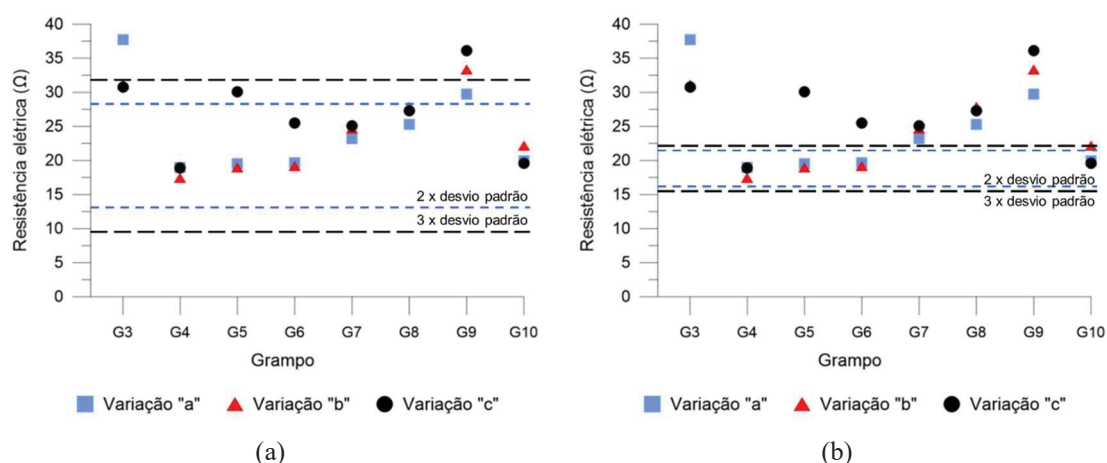 40
35
30
25
20
15
10
5
0
Resistência elétrica (Ω)
2 x desvio padrão
3 x desvio padrão
G3 G4 G5 G6 G7 G8 G9 G10
Grampo
Variação "a" Variação "b" Variação "c"
(a)
40
35
30
25
20
15
10
5
0
Resistência elétrica (Ω)
2 x desvio padrão
3 x desvio padrão
G3 G4 G5 G6 G7 G8 G9 G10
Grampo
Variação "a" Variação "b" Variação "c"
(b)